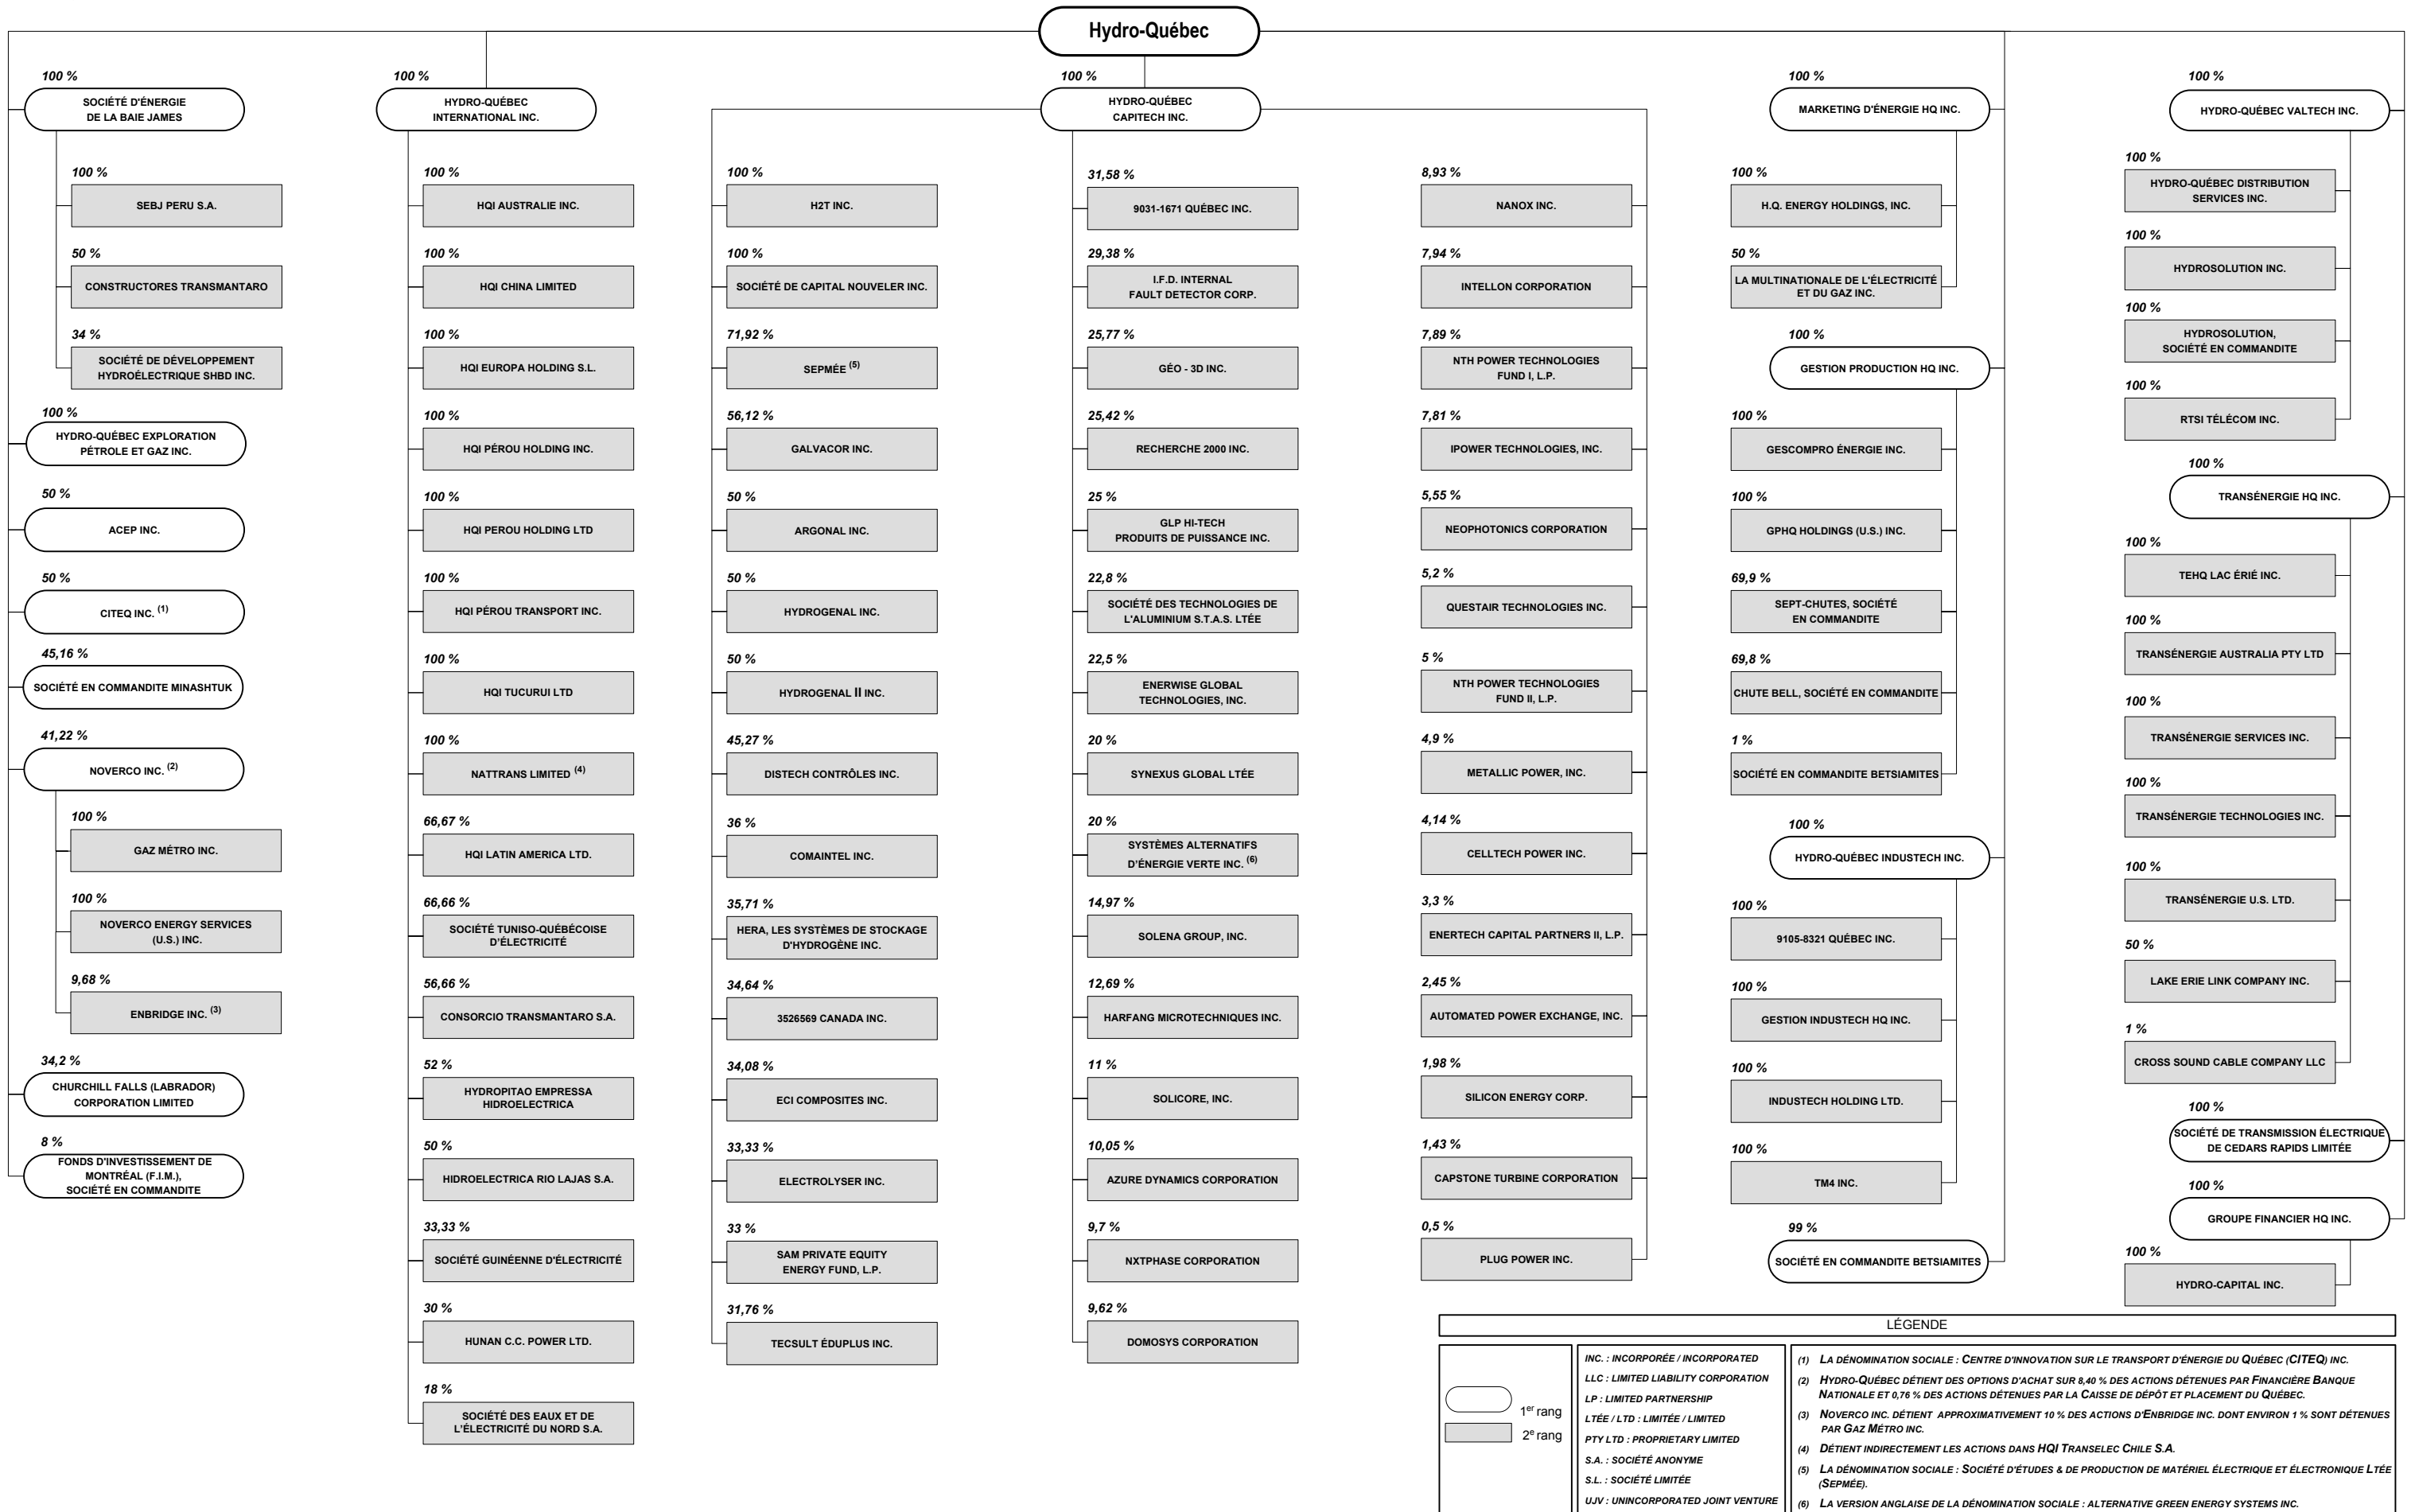 Hydro-Québec
100 %
SOCIÉTÉ D'ÉNERGIE
DE LA BAIE JAMES
100 %
SEBJ PERU S.A.
50 %
CONSTRUCTORES TRANSMANTARO
34 %
SOCIÉTÉ DE DÉVELOPPEMENT
HYDROÉLECTRIQUE SHBD INC.
100 %
HYDRO-QUÉBEC EXPLORATION
PÉTROLE ET GAZ INC.
50 %
ACEP INC.
50 %
CITEQ INC. (1)
45,16 %
SOCIÉTÉ EN COMMANDITE MINASHTUK
41,22 %
NOVERCO INC. (2)
100 %
GAZ MÉTRO INC.
100 %
NOVERCO ENERGY SERVICES
(U.S.) INC.
9,68 %
ENBRIDGE INC. (3)
34,2 %
CHURCHILL FALLS (LABRADOR)
CORPORATION LIMITED
8 %
FONDS D'INVESTISSEMENT DE
MONTRÉAL (F.I.M.),
SOCIÉTÉ EN COMMANDITE
100 %
HYDRO-QUÉBEC
INTERNATIONAL INC.
100 %
HQI AUSTRALIE INC.
100 %
HQI CHINA LIMITED
100 %
HQI EUROPA HOLDING S.L.
100 %
HQI PÉROU HOLDING INC.
100 %
HQI PEROU HOLDING LTD
100 %
HQI PÉROU TRANSPORT INC.
100 %
HQI TUCURUI LTD
100 %
NATTRANS LIMITED (4)
66,67 %
HQI LATIN AMERICA LTD.
66,66 %
SOCIÉTÉ TUNISO-QUÉBÉCOISE
D'ÉLECTRICITÉ
56,66 %
CONSORCIO TRANSMANTARO S.A.
52 %
HYDROPITAO EMPRESSA
HIDROELECTRICA
50 %
HIDROELECTRICA RIO LAJAS S.A.
33,33 %
SOCIÉTÉ GUINÉENNE D'ÉLECTRICITÉ
30 %
HUNAN C.C. POWER LTD.
18 %
SOCIÉTÉ DES EAUX ET DE
L'ÉLECTRICITÉ DU NORD S.A.
100 %
HYDRO-QUÉBEC
CAPITECH INC.
100 %
H2T INC.
100 %
SOCIÉTÉ DE CAPITAL NOUVELER INC.
71,92 %
SEPMÉE (5)
56,12 %
GALVACOR INC.
50 %
ARGONAL INC.
50 %
HYDROGENAL INC.
50 %
HYDROGENAL II INC.
45,27 %
DISTECH CONTRÔLES INC.
36 %
COMAINTEL INC.
35,71 %
HERA, LES SYSTÈMES DE STOCKAGE
D'HYDROGÈNE INC.
34,64 %
3526569 CANADA INC.
34,08 %
ECI COMPOSITES INC.
33,33 %
ELECTROLYSER INC.
33 %
SAM PRIVATE EQUITY
ENERGY FUND, L.P.
31,76 %
TECSULT ÉDUPLUS INC.
31,58 %
9031-1671 QUÉBEC INC.
29,38 %
I.F.D. INTERNAL
FAULT DETECTOR CORP.
25,77 %
GÉO - 3D INC.
25,42 %
RECHERCHE 2000 INC.
25 %
GLP HI-TECH
PRODUITS DE PUISSANCE INC.
22,8 %
SOCIÉTÉ DES TECHNOLOGIES DE
L'ALUMINIUM S.T.A.S. LTÉE
22,5 %
ENERWISE GLOBAL
TECHNOLOGIES, INC.
20 %
SYNEXUS GLOBAL LTÉE
20 %
SYSTÈMES ALTERNATIFS
D'ÉNERGIE VERTE INC. (6)
14,97 %
SOLENA GROUP, INC.
12,69 %
HARFANG MICROTECHNIQUES INC.
11 %
SOLICORE, INC.
10,05 %
AZURE DYNAMICS CORPORATION
9,7 %
NXTPHASE CORPORATION
9,62 %
DOMOSYS CORPORATION
8,93 %
NANOX INC.
7,94 %
INTELLON CORPORATION
7,89 %
NTH POWER TECHNOLOGIES
FUND I, L.P.
7,81 %
IPOWER TECHNOLOGIES, INC.
5,55 %
NEOPHOTONICS CORPORATION
5,2 %
QUESTAIR TECHNOLOGIES INC.
5 %
NTH POWER TECHNOLOGIES
FUND II, L.P.
4,9 %
METALLIC POWER, INC.
4,14 %
CELLTECH POWER INC.
3,3 %
ENERTECH CAPITAL PARTNERS II, L.P.
2,45 %
AUTOMATED POWER EXCHANGE, INC.
1,98 %
SILICON ENERGY CORP.
1,43 %
CAPSTONE TURBINE CORPORATION
0,5 %
PLUG POWER INC.
100 %
MARKETING D'ÉNERGIE HQ INC.
100 %
H.Q. ENERGY HOLDINGS, INC.
50 %
LA MULTINATIONALE DE L'ÉLECTRICITÉ
ET DU GAZ INC.
100 %
GESTION PRODUCTION HQ INC.
100 %
GESCOMPRO ÉNERGIE INC.
100 %
GPHQ HOLDINGS (U.S.) INC.
69,9 %
SEPT-CHUTES, SOCIÉTÉ
EN COMMANDITE
69,8 %
CHUTE BELL, SOCIÉTÉ EN COMMANDITE
1 %
SOCIÉTÉ EN COMMANDITE BETSIAMITES
100 %
HYDRO-QUÉBEC INDUSTECH INC.
100 %
9105-8321 QUÉBEC INC.
100 %
GESTION INDUSTECH HQ INC.
100 %
INDUSTECH HOLDING LTD.
100 %
TM4 INC.
99 %
SOCIÉTÉ EN COMMANDITE BETSIAMITES
100 %
HYDRO-QUÉBEC VALTECH INC.
100 %
HYDRO-QUÉBEC DISTRIBUTION
SERVICES INC.
100 %
HYDROSOLUTION INC.
100 %
HYDROSOLUTION,
SOCIÉTÉ EN COMMANDITE
100 %
RTSI TÉLÉCOM INC.
100 %
TRANSÉNERGIE HQ INC.
100 %
TEHQ LAC ÉRIÉ INC.
100 %
TRANSÉNERGIE AUSTRALIA PTY LTD
100 %
TRANSÉNERGIE SERVICES INC.
100 %
TRANSÉNERGIE TECHNOLOGIES INC.
100 %
TRANSÉNERGIE U.S. LTD.
50 %
LAKE ERIE LINK COMPANY INC.
1 %
CROSS SOUND CABLE COMPANY LLC
100 %
SOCIÉTÉ DE TRANSMISSION ÉLECTRIQUE
DE CEDARS RAPIDS LIMITÉE
100 %
GROUPE FINANCIER HQ INC.
100 %
HYDRO-CAPITAL INC.
LÉGENDE
1er rang
2e rang
INC. : INCORPORÉE / INCORPORATED
LLC : LIMITED LIABILITY CORPORATION
LP : LIMITED PARTNERSHIP
LTÉE / LTD : LIMITÉE / LIMITED
PTY LTD : PROPRIETARY LIMITED
S.A. : SOCIÉTÉ ANONYME
S.L. : SOCIÉTÉ LIMITÉE
UJV : UNINCORPORATED JOINT VENTURE
(1) LA DÉNOMINATION SOCIALE : CENTRE D'INNOVATION SUR LE TRANSPORT D'ÉNERGIE DU QUÉBEC (CITEQ) INC.
(2) HYDRO-QUÉBEC DÉTIENT DES OPTIONS D'ACHAT SUR 8,40 % DES ACTIONS DÉTENUES PAR FINANCIÈRE BANQUE
NATIONALE ET 0,76 % DES ACTIONS DÉTENUES PAR LA CAISSE DE DÉPÔT ET PLACEMENT DU QUÉBEC.
(3) NOVERCO INC. DÉTIENT APPROXIMATIVEMENT 10 % DES ACTIONS D'ENBRIDGE INC. DONT ENVIRON 1 % SONT DÉTENUES
PAR GAZ MÉTRO INC.
(4) DÉTIENT INDIRECTEMENT LES ACTIONS DANS HQI TRANSELEC CHILE S.A.
(5) LA DÉNOMINATION SOCIALE : SOCIÉTÉ D'ÉTUDES & DE PRODUCTION DE MATÉRIEL ÉLECTRIQUE ET ÉLECTRONIQUE LTÉE
(SEPMÉE).
(6) LA VERSION ANGLAISE DE LA DÉNOMINATION SOCIALE : ALTERNATIVE GREEN ENERGY SYSTEMS INC.